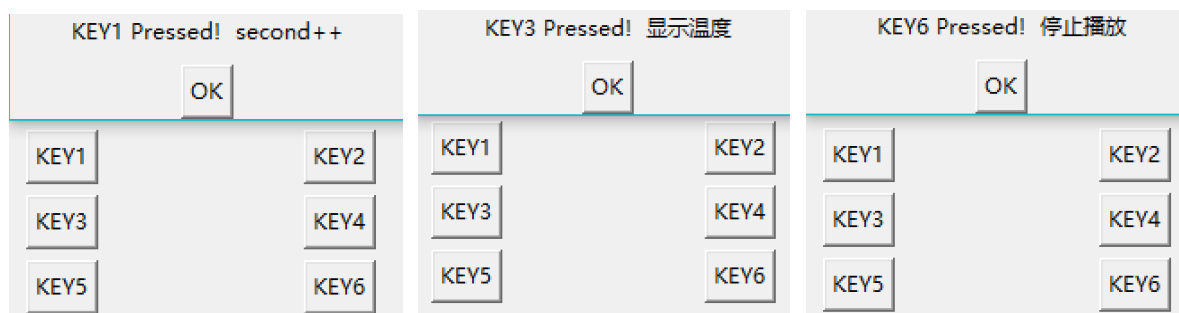 KEY1 Pressed! second++
OK
KEY1 KEY2
KEY3 KEY4
KEY5 KEY6
KEY3 Pressed! 显示温度
OK
KEY1 KEY2
KEY3 KEY4
KEY5 KEY6
KEY6 Pressed! 停止播放
OK
KEY1 KEY2
KEY3 KEY4
KEY5 KEY6